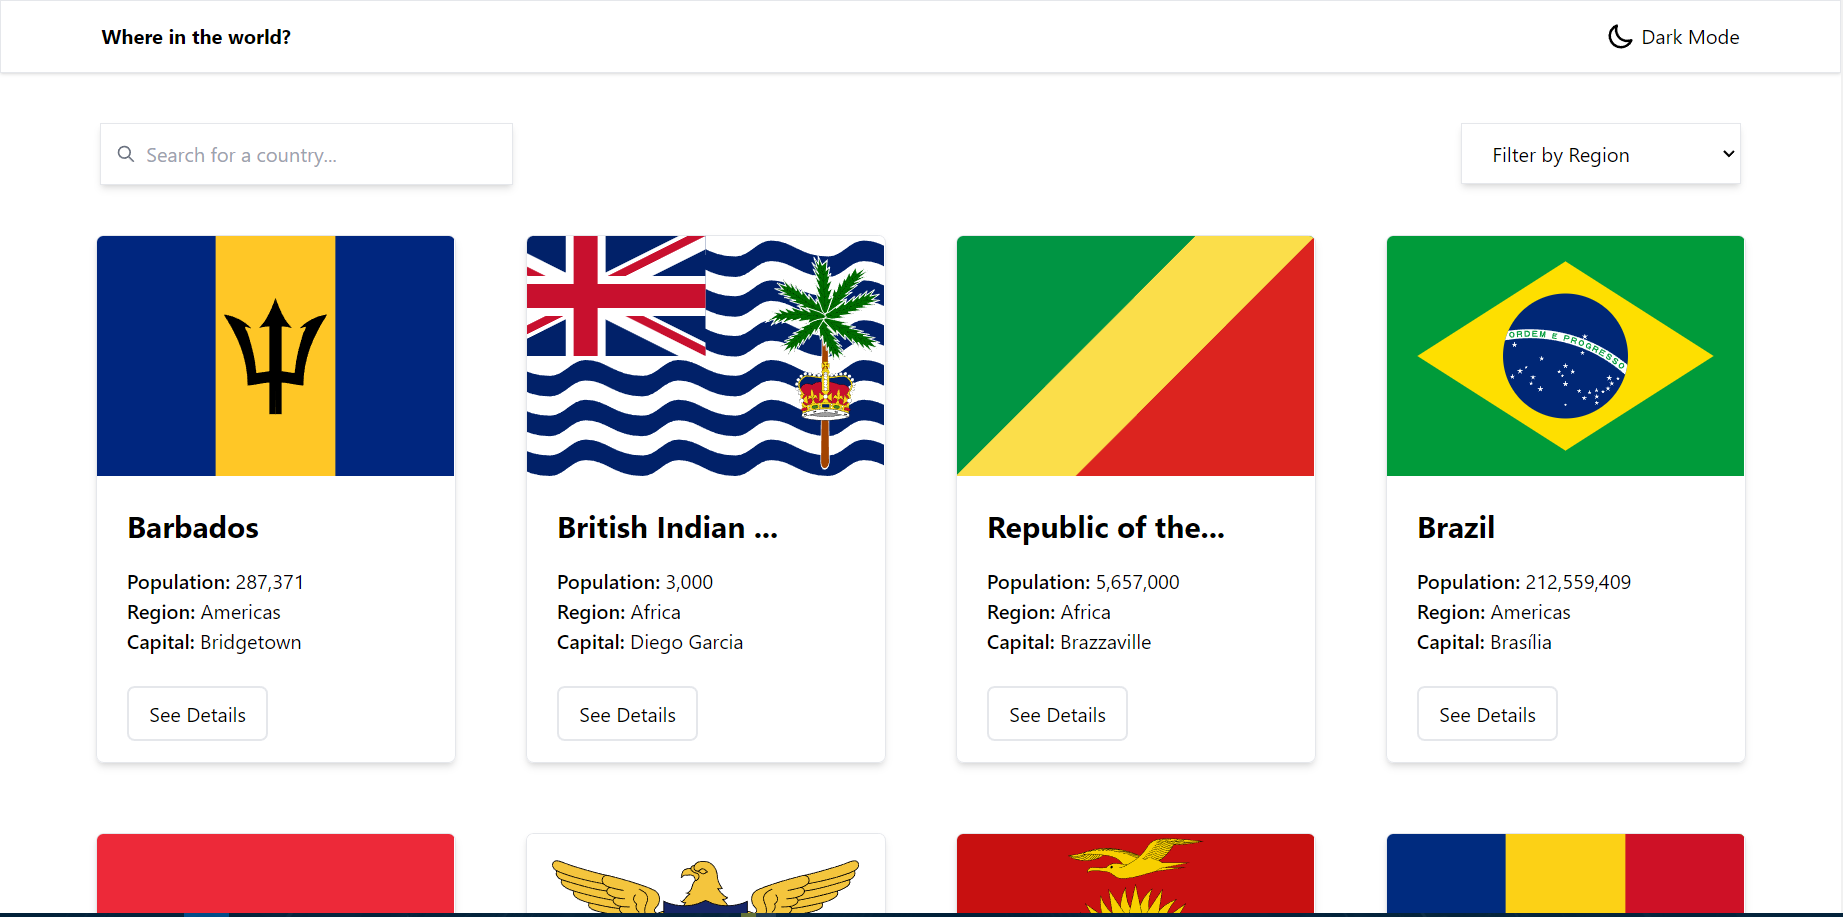 Where in the world?
Dark Mode
Search for a country...
Filter by Region
ORDEM E PROGRESSO
Barbados
Population: 287,371
Region: Americas
Capital: Bridgetown
See Details
British Indian ...
Population: 3,000
Region: Africa
Capital: Diego Garcia
See Details
Republic of the...
Population: 5,657,000
Region: Africa
Capital: Brazzaville
See Details
Brazil
Population: 212,559,409
Region: Americas
Capital: Brasília
See Details